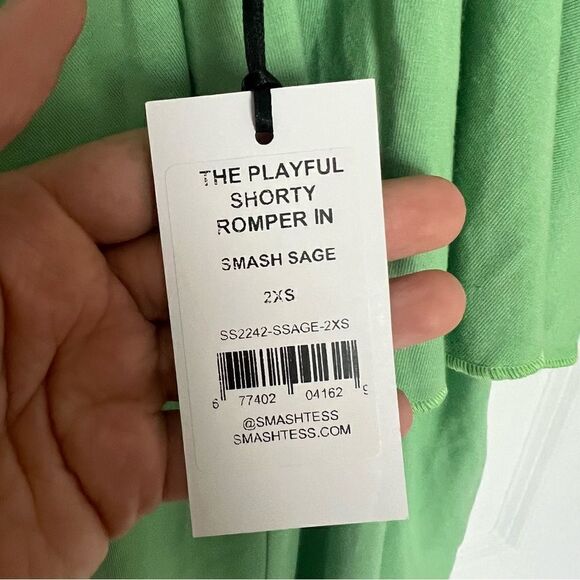 THE PLAYFUL
SHORTY
ROMPER IN
SMASH SAGE
2XS
SS2242-SSAGE-2XS
6 77402 04162 9
@SMASHTESS
SMASHTESS.COM